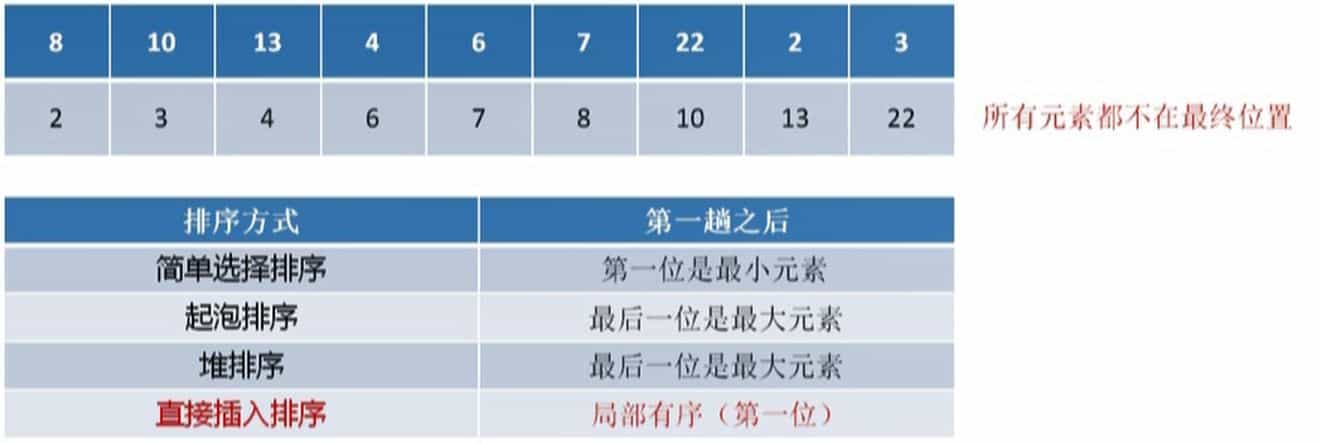 8 10 13 4 6 7 22 2 3
2 3 4 6 7 8 10 13 22 所有元素都不在最终位置
排序方式 第一趟之后
简单选择排序 第一位是最小元素
起泡排序 最后一位是最大元素
堆排序 最后一位是最大元素
直接插入排序 局部有序（第一位）